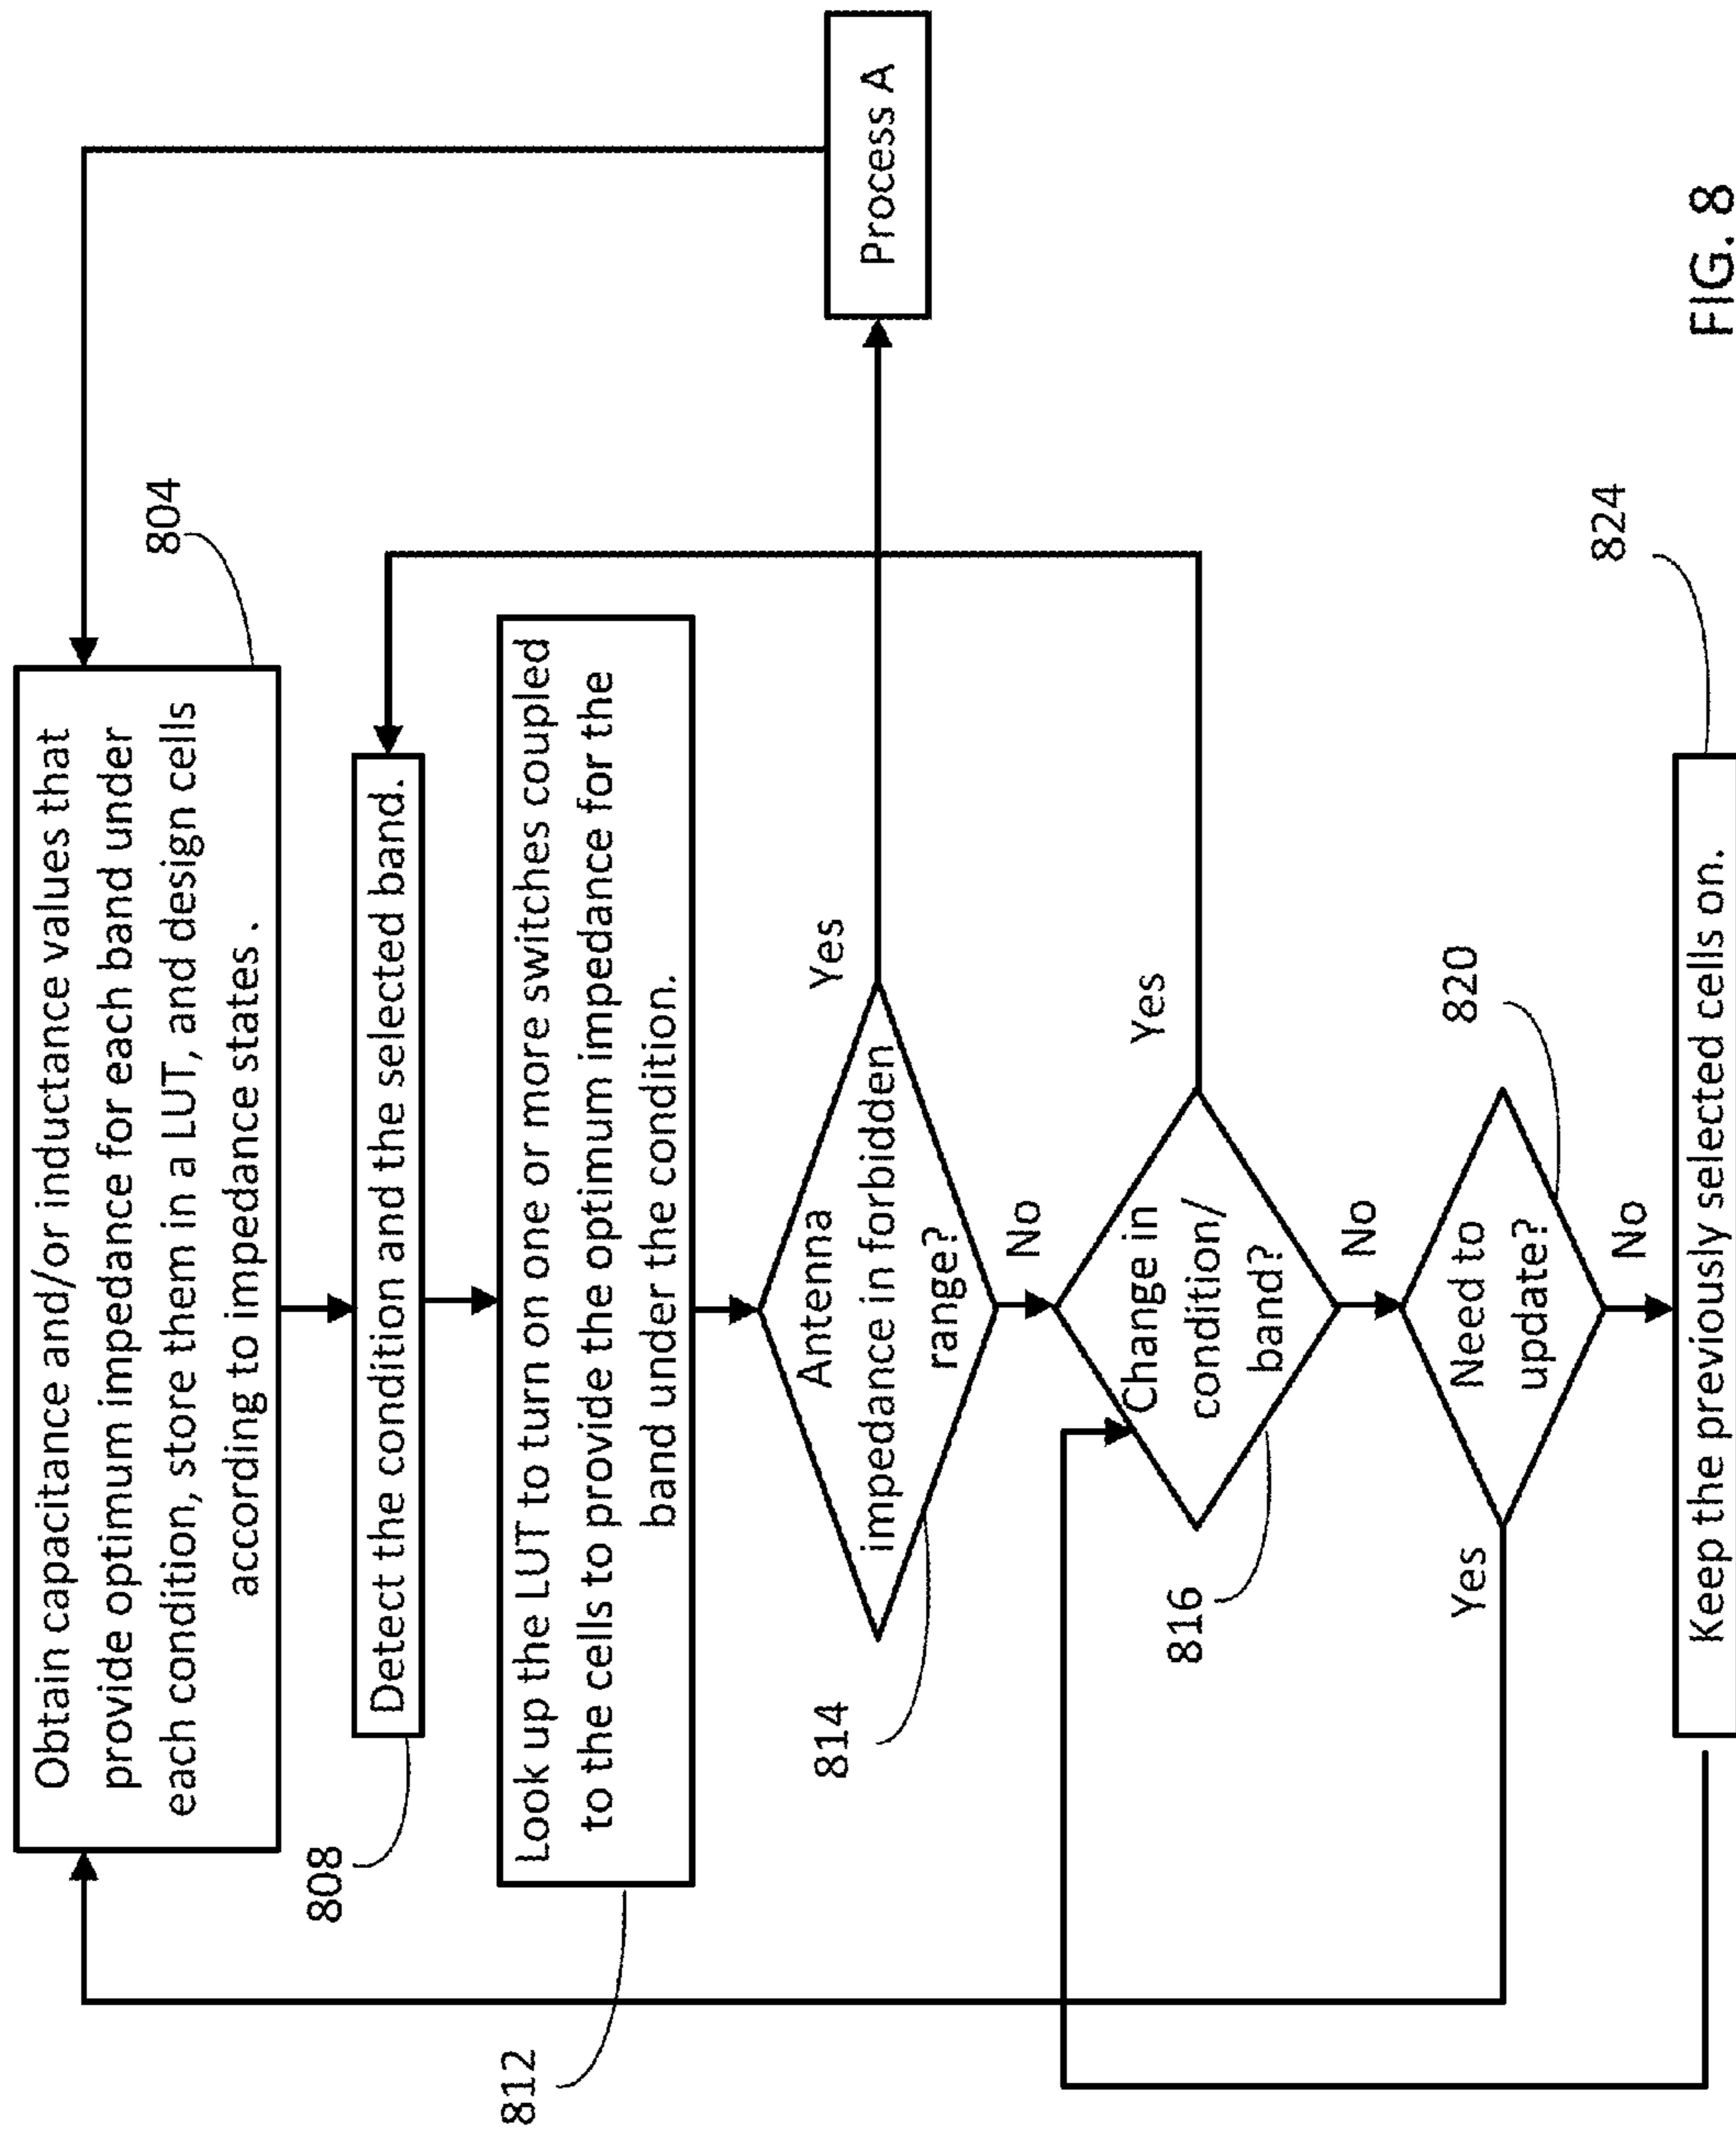 Obtain capacitance and/or inductance values that
provide optimum impedance for each band under
each condition, store them in a LUT, and design cells
according to impedance states .
804
808
Detect the condition and the selected band.
812
Look up the LUT to turn on one or more switches coupled
to the cells to provide the optimum impedance for the
band under the condition.
814
Antenna
impedance in forbidden
range?
Yes
Process A
No
816
Change in
condition/
band?
Yes
No
820
Need to
update?
Yes
No
824
Keep the previously selected cells on.
FIG. 8